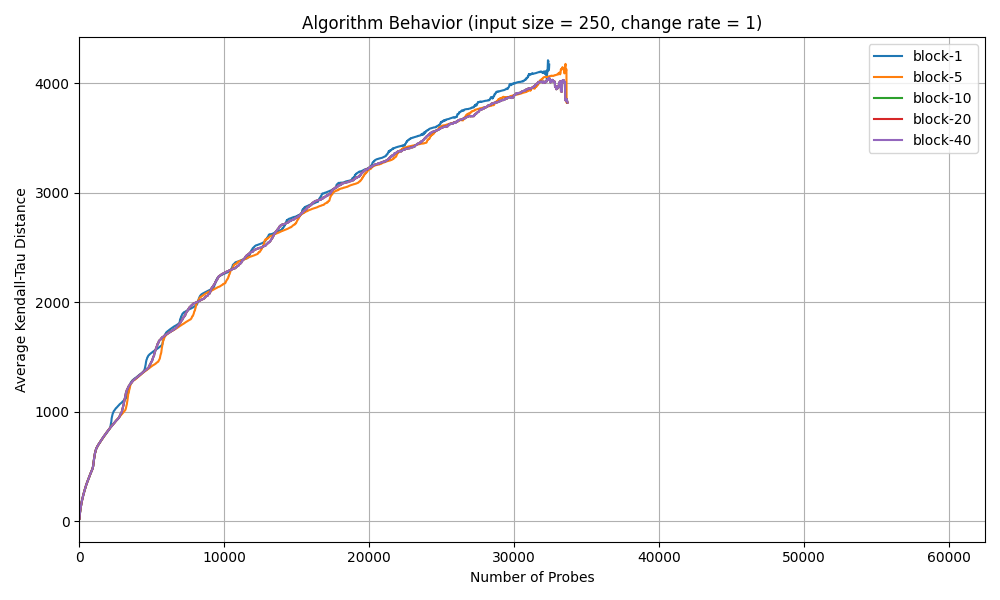 Algorithm Behavior (input size = 250, change rate = 1)
block-1
block-5
block-10
block-20
block-40
Average Kendall-Tau Distance
4000
3000
2000
1000
0
0 10000 20000 30000 40000 50000 60000
Number of Probes